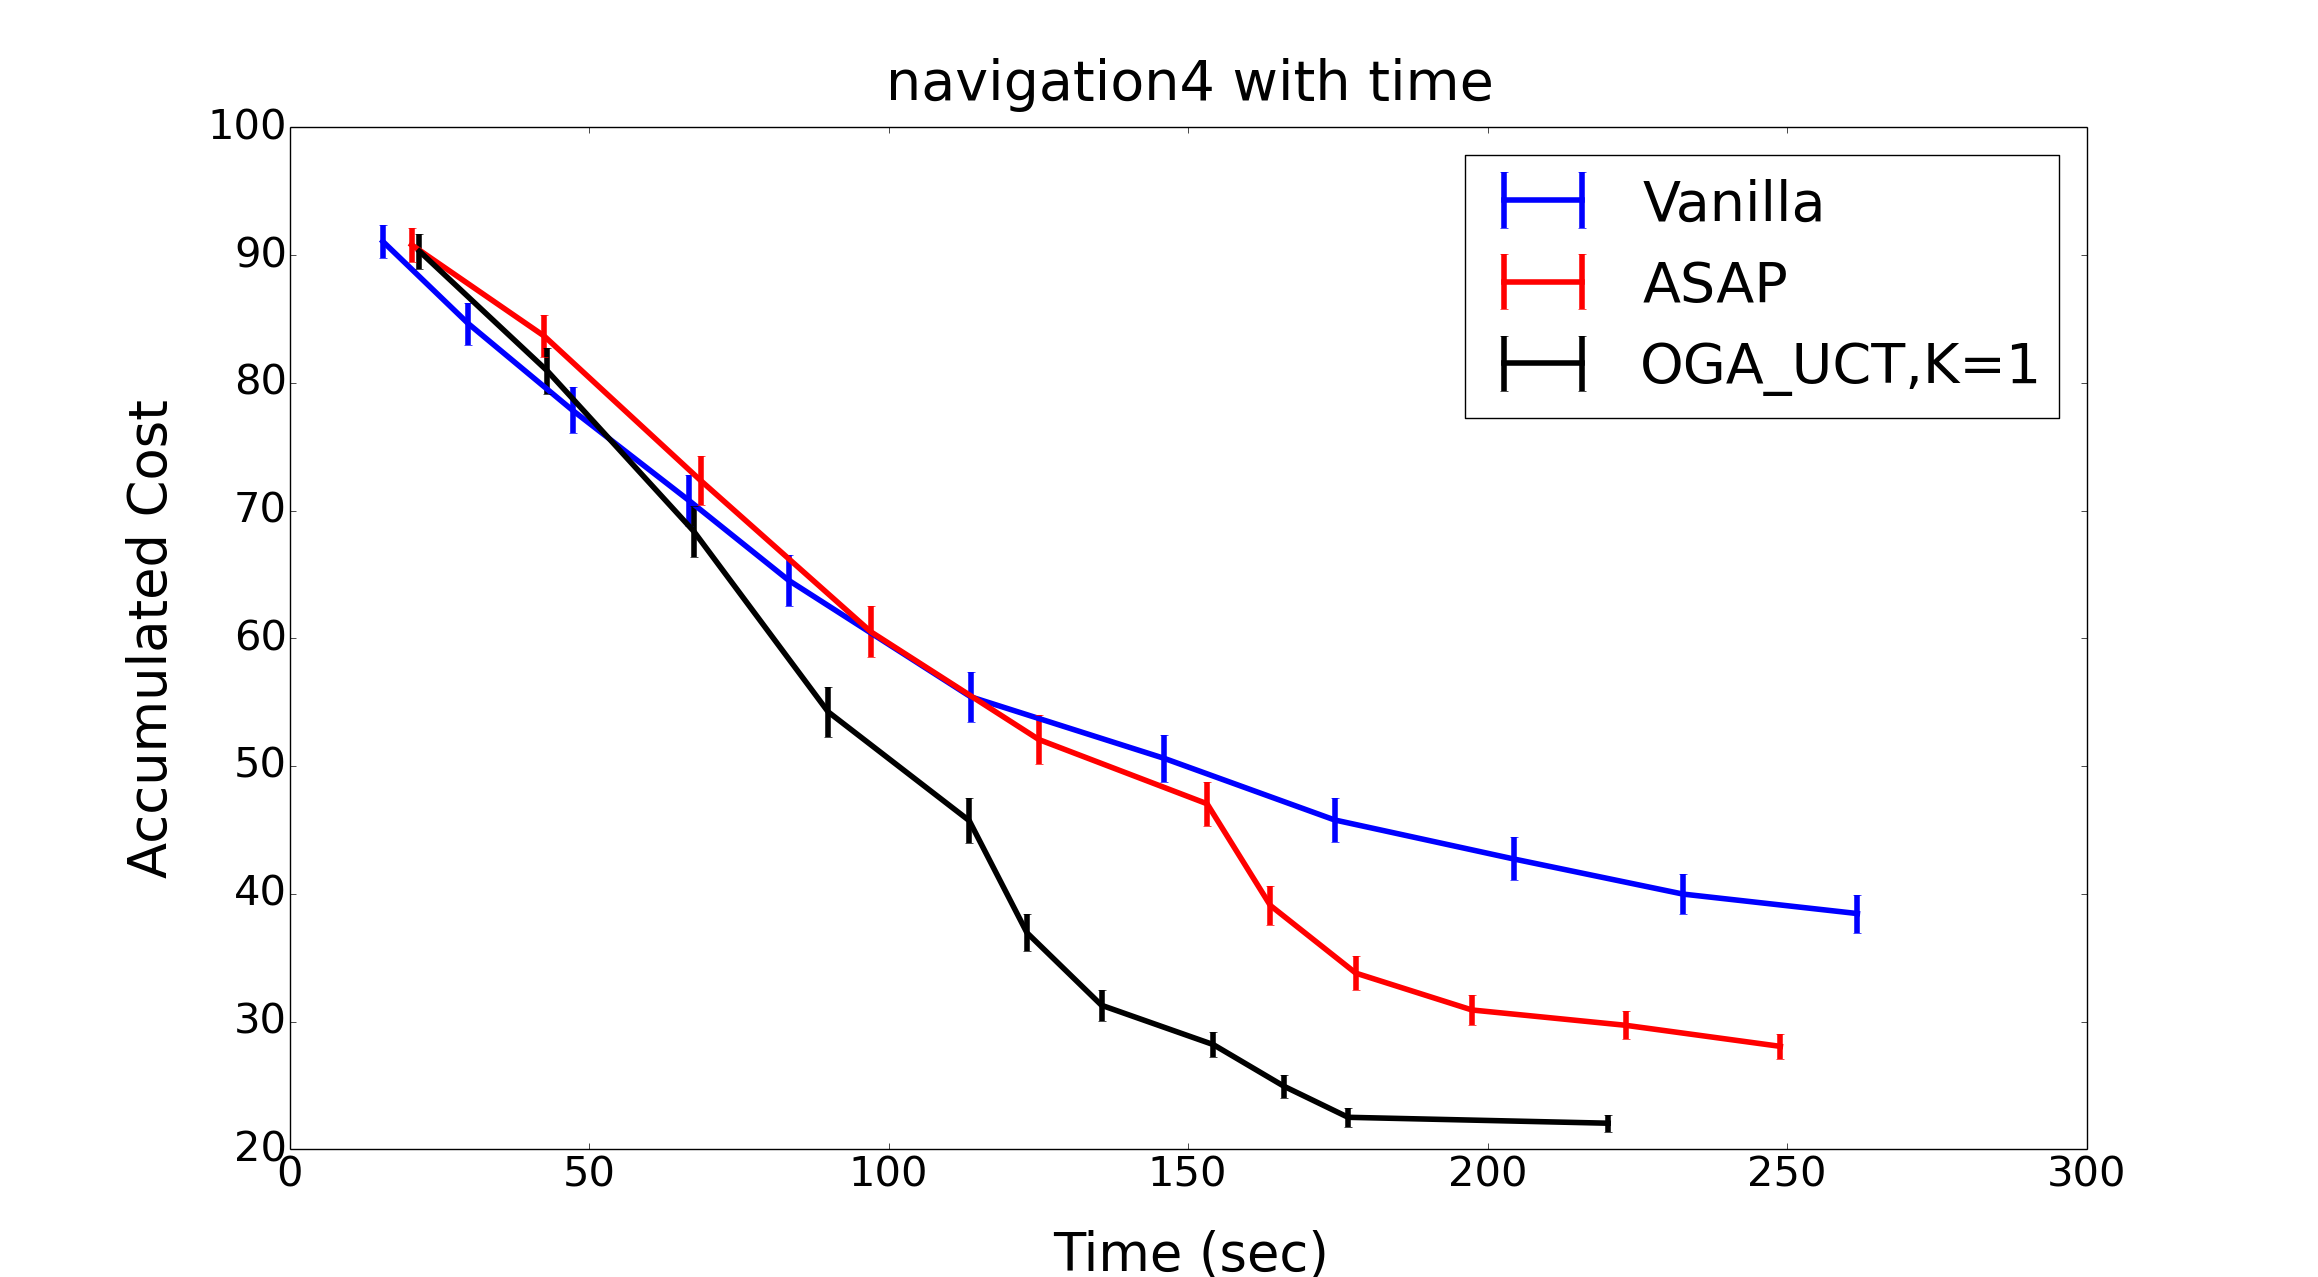 navigation4 with time
100
90
80
70
60
50
40
30
20
Accumulated Cost
Vanilla
ASAP
OGA_UCT,K=1
0 50 100 150 200 250 300
Time (sec)